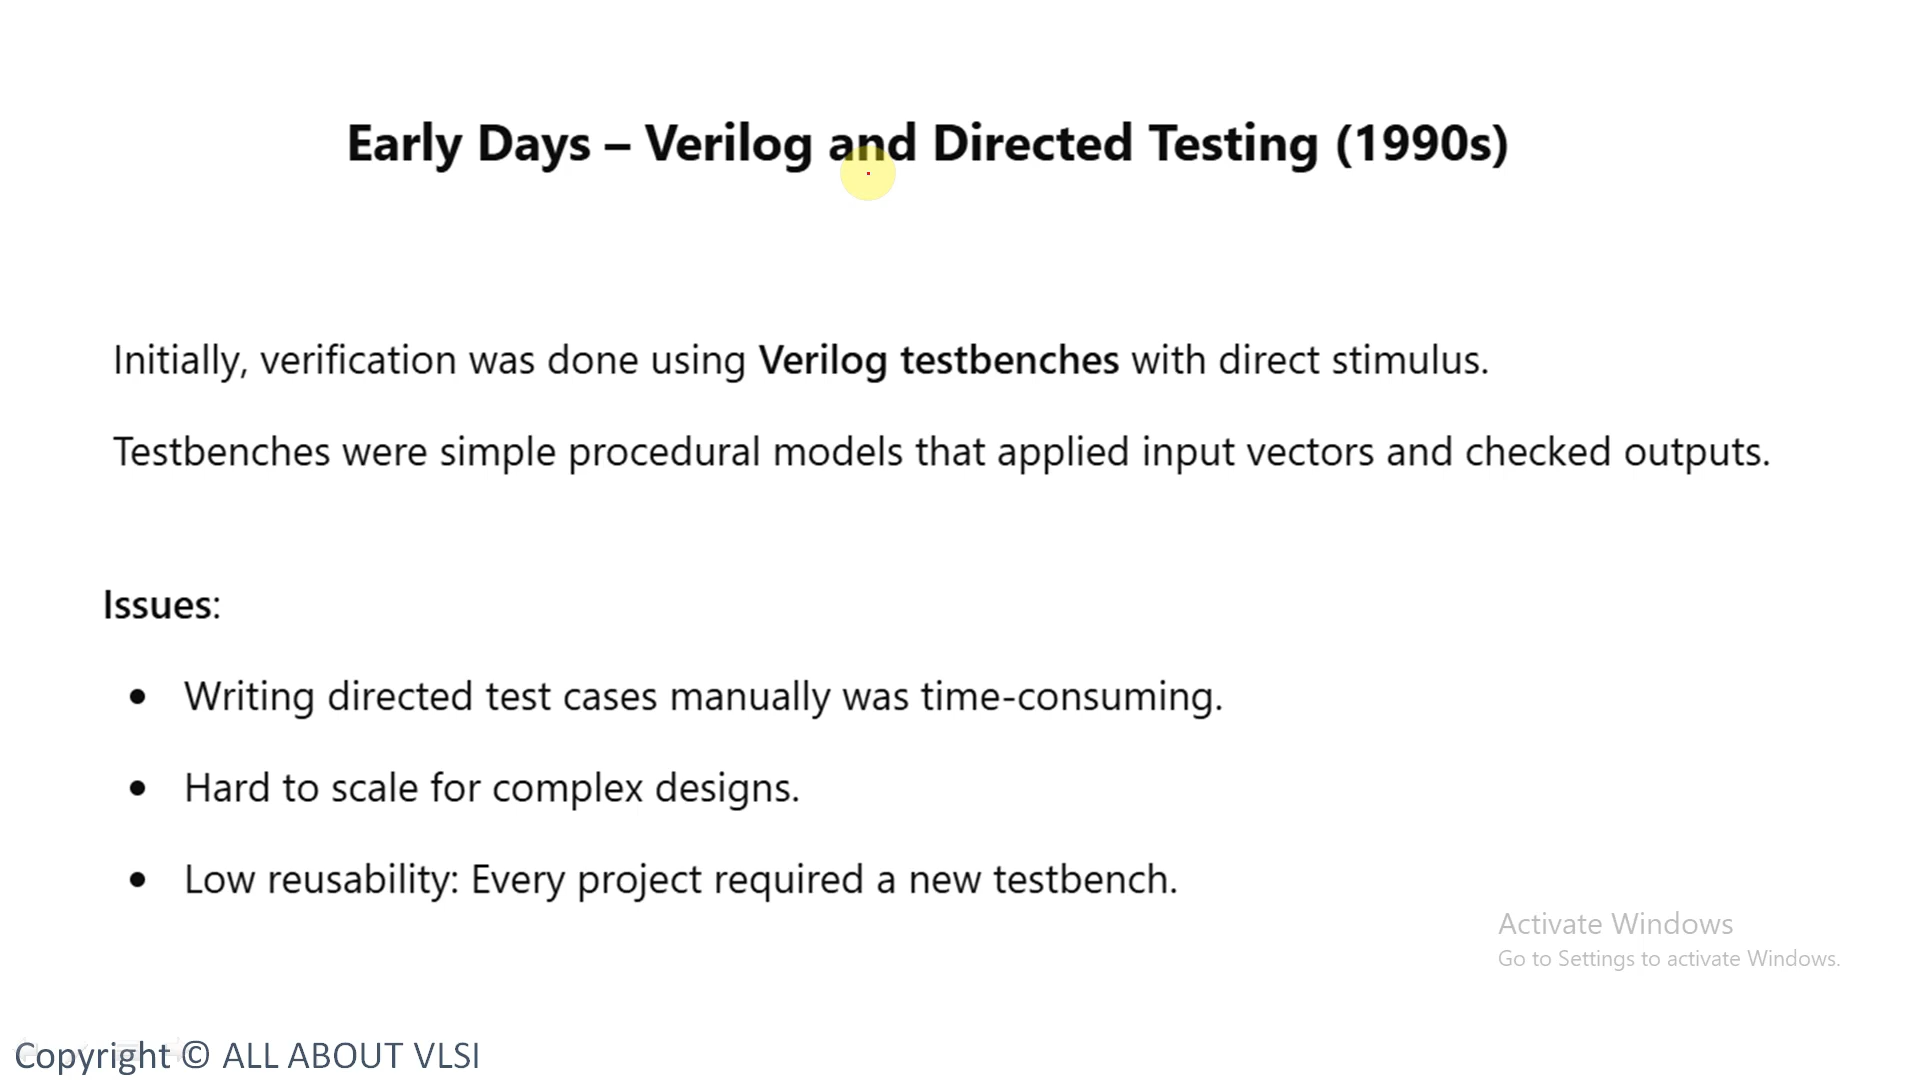 Early Days – Verilog and Directed Testing (1990s)
Initially, verification was done using Verilog testbenches with direct stimulus.
Testbenches were simple procedural models that applied input vectors and checked outputs.
Issues:
• Writing directed test cases manually was time-consuming.
• Hard to scale for complex designs.
• Low reusability: Every project required a new testbench.
Activate Windows
Go to Settings to activate Windows.
Copyright © ALL ABOUT VLSI